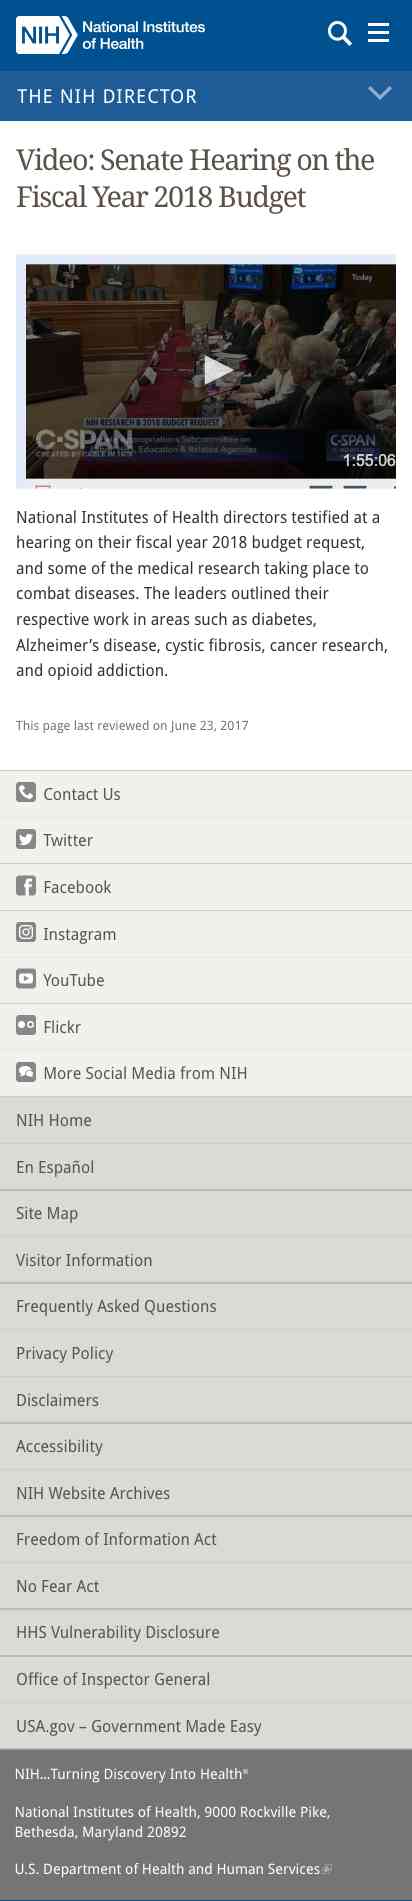 NIH
National Institutes
of Health
THE NIH DIRECTOR
Video: Senate Hearing on the
Fiscal Year 2018 Budget
Today
NIH RESEARCH & 2018 BUDGET REQUEST
C-SPAN
CREATED BY CABLE IN 1979
Appropriations Subcommittee on
Education & Related Agencies
C-SPAN
1:55:06
National Institutes of Health directors testified at a
hearing on their fiscal year 2018 budget request,
and some of the medical research taking place to
combat diseases. The leaders outlined their
respective work in areas such as diabetes,
Alzheimer’s disease, cystic fibrosis, cancer research,
and opioid addiction.
This page last reviewed on June 23, 2017
Contact Us
Twitter
Facebook
Instagram
YouTube
Flickr
More Social Media from NIH
NIH Home
En Español
Site Map
Visitor Information
Frequently Asked Questions
Privacy Policy
Disclaimers
Accessibility
NIH Website Archives
Freedom of Information Act
No Fear Act
HHS Vulnerability Disclosure
Office of Inspector General
USA.gov – Government Made Easy
NIH…Turning Discovery Into Health®
National Institutes of Health, 9000 Rockville Pike,
Bethesda, Maryland 20892
U.S. Department of Health and Human Services